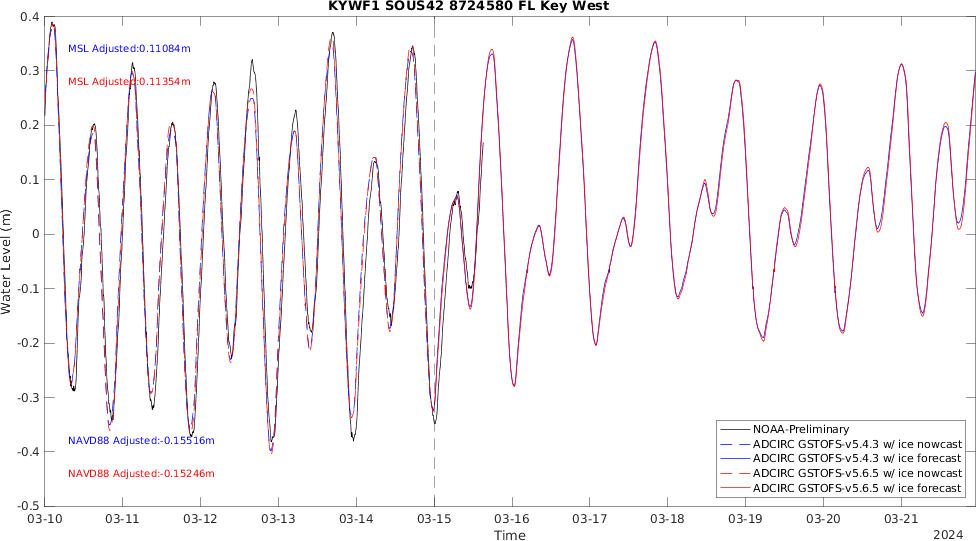 KYWF1 SOUS42 8724580 FL Key West
0.4
0.3
0.2
0.1
0
-0.1
-0.2
-0.3
-0.4
-0.5
Water Level (m)
MSL Adjusted:0.11084m
MSL Adjusted:0.11354m
NAVD88 Adjusted:-0.15516m
NAVD88 Adjusted:-0.15246m
NOAA-Preliminary
ADCIRC GSTOFS-v5.4.3 w/ ice nowcast
ADCIRC GSTOFS-v5.4.3 w/ ice forecast
ADCIRC GSTOFS-v5.6.5 w/ ice nowcast
ADCIRC GSTOFS-v5.6.5 w/ ice forecast
03-10 03-11 03-12 03-13 03-14 03-15 03-16 03-17 03-18 03-19 03-20 03-21
Time
2024